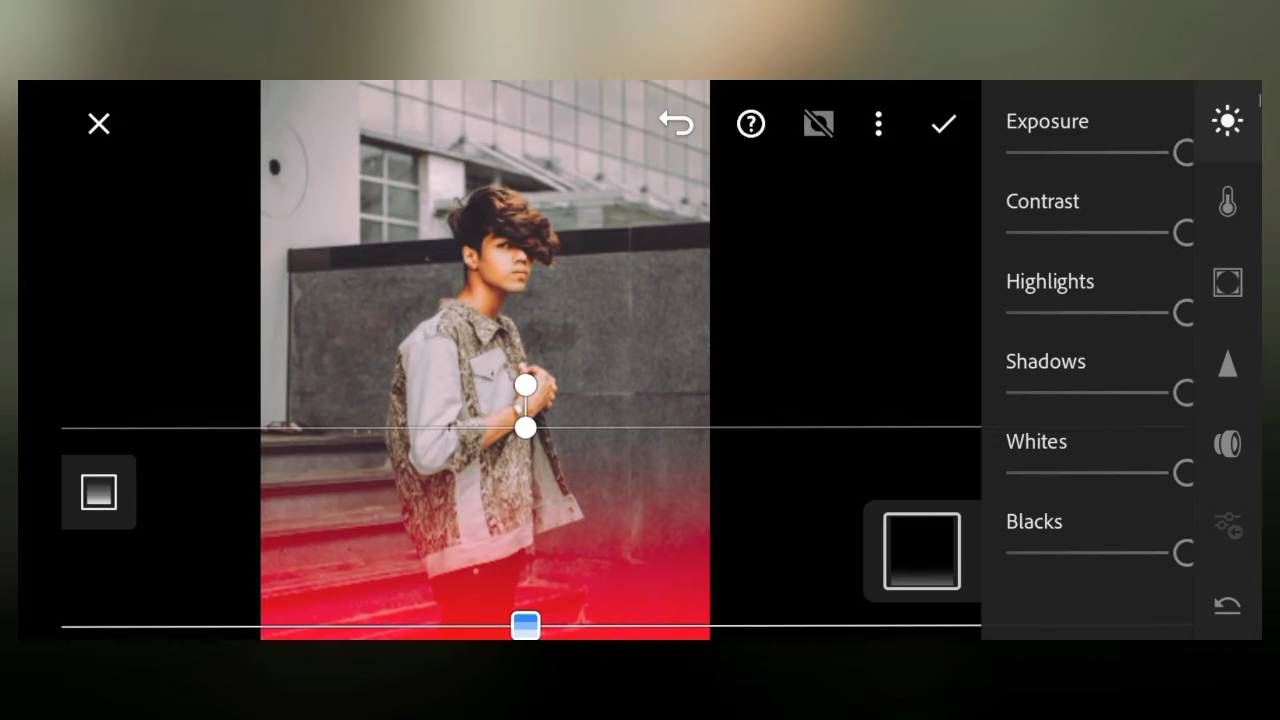 Exposure
Contrast
Highlights
Shadows
Whites
Blacks